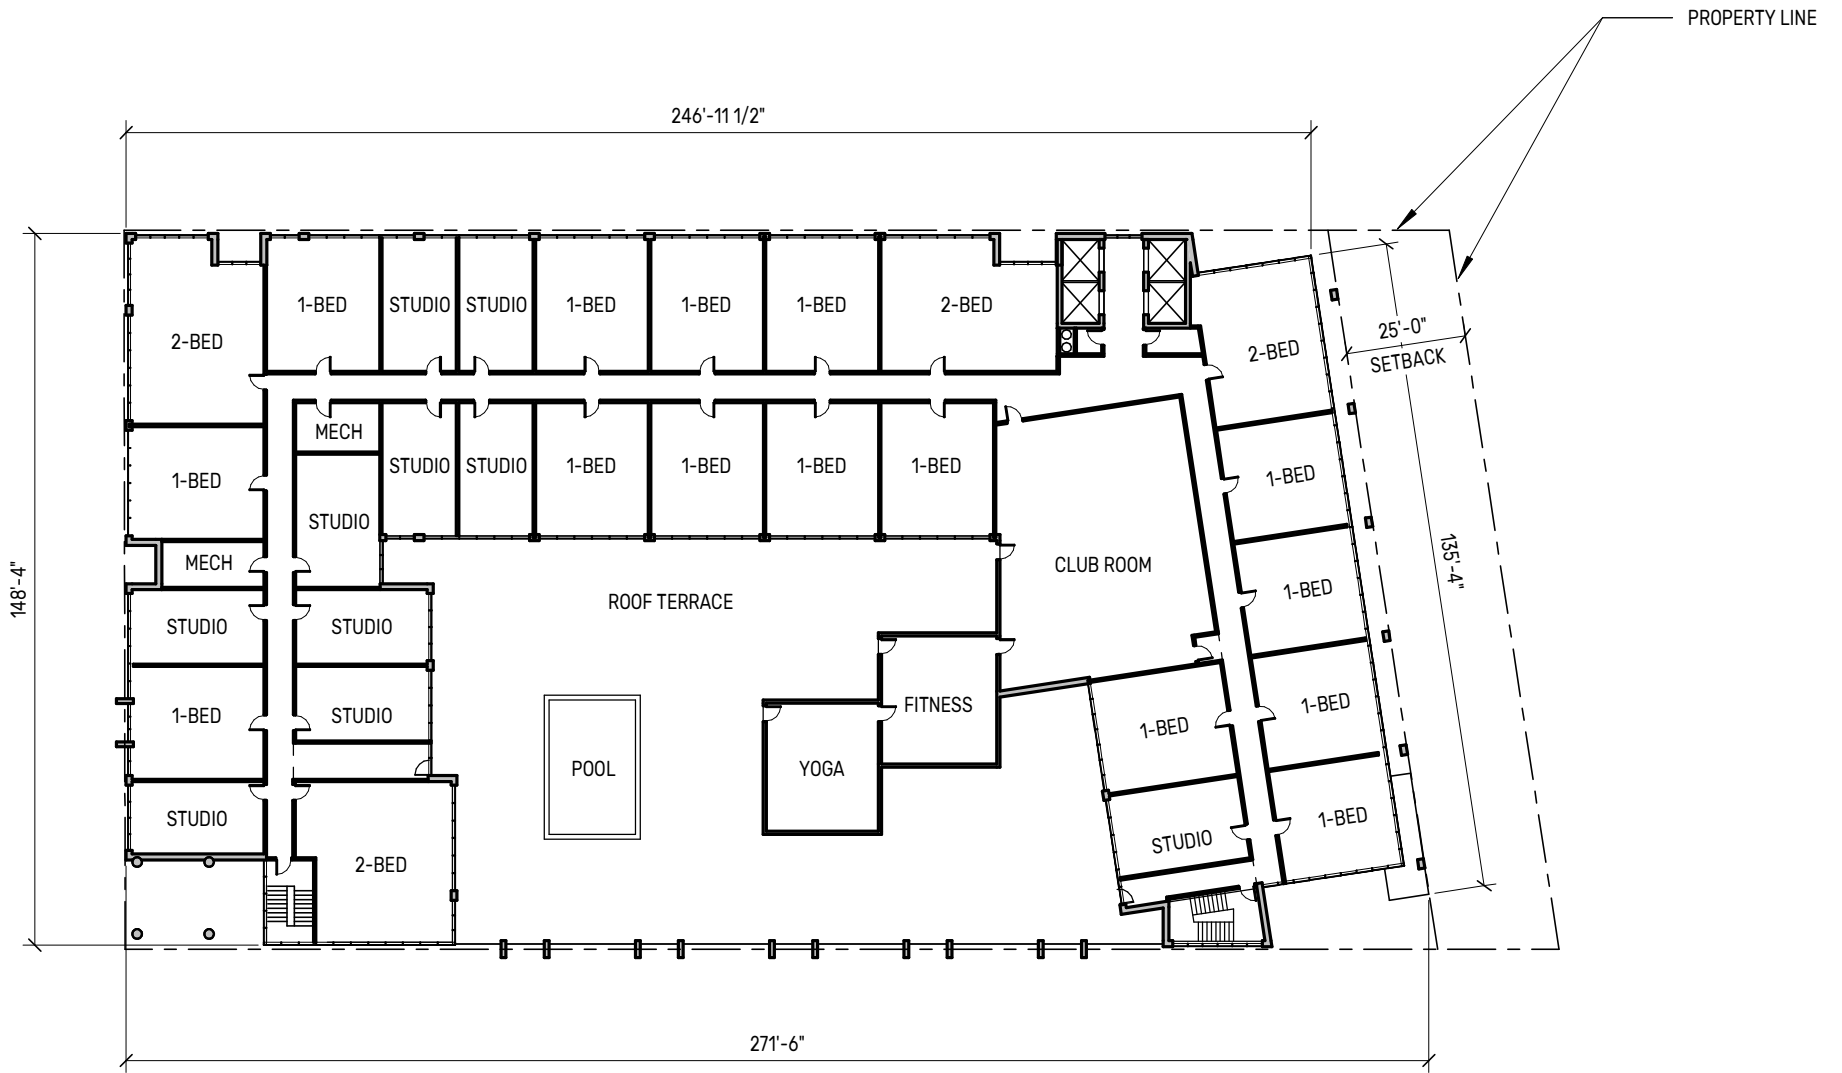 PROPERTY LINE
246'-11 1/2"
1-BED
STUDIO
STUDIO
1-BED
1-BED
1-BED
2-BED
2-BED
2-BED
25'-0"
SETBACK
MECH
STUDIO
STUDIO
1-BED
1-BED
1-BED
1-BED
1-BED
1-BED
STUDIO
MECH
CLUB ROOM
135'-4"
148'-4"
1-BED
ROOF TERRACE
STUDIO
STUDIO
1-BED
STUDIO
FITNESS
1-BED
1-BED
POOL
YOGA
STUDIO
1-BED
STUDIO
2-BED
271'-6"